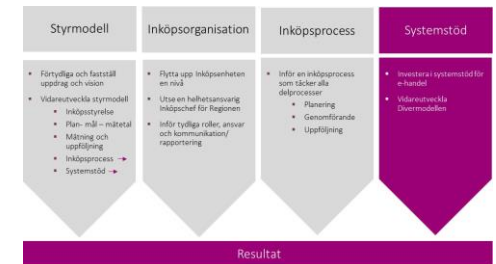 Styrmodell
Förtydliga och fastställ
uppdrag och vision
Vidareutveckla styrmodell
Inköpsstyrelse
Plan- mål – mätetal
Mätning och
uppföljning
Inköpsprocess
Systemstöd
Inköpsorganisation
Flytta upp Inköpsenheten
en nivå
Utse en helhetsansvarig
Inköpschef för Regionen
Inför tydliga roller, ansvar
och kommunikation/
rapportering
Inköpsprocess
Inför en inköpsprocess
som täcker alla
delprocesser
Planering
Genomförande
Uppföljning
Systemstöd
Investera i systemstöd för
e-handel
Vidareutveckla
Divermodellen
Resultat